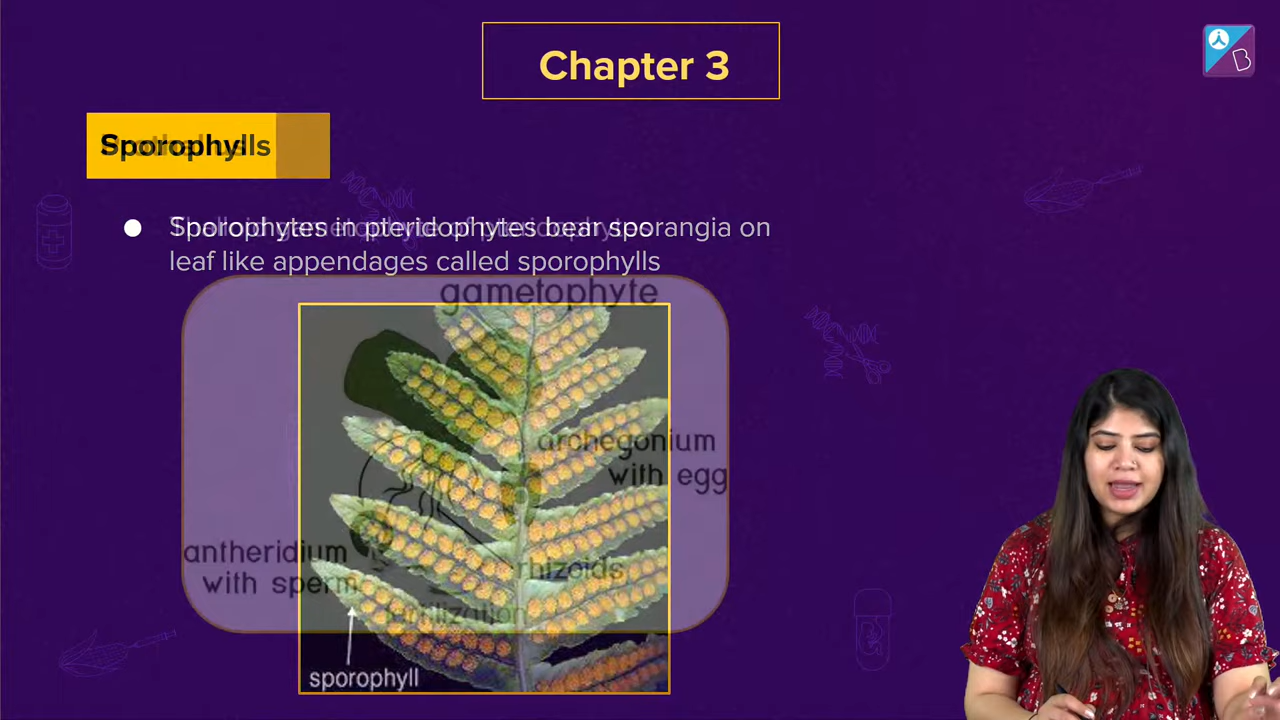 Chapter 3
Sporophylls
Sporophytes in pteridophytes bear sporangia on
leaf like appendages called sporophylls
gametophyte
archegonium
with egg
antheridium
with sperm
rhizoids
fertilization
sporophyll
B